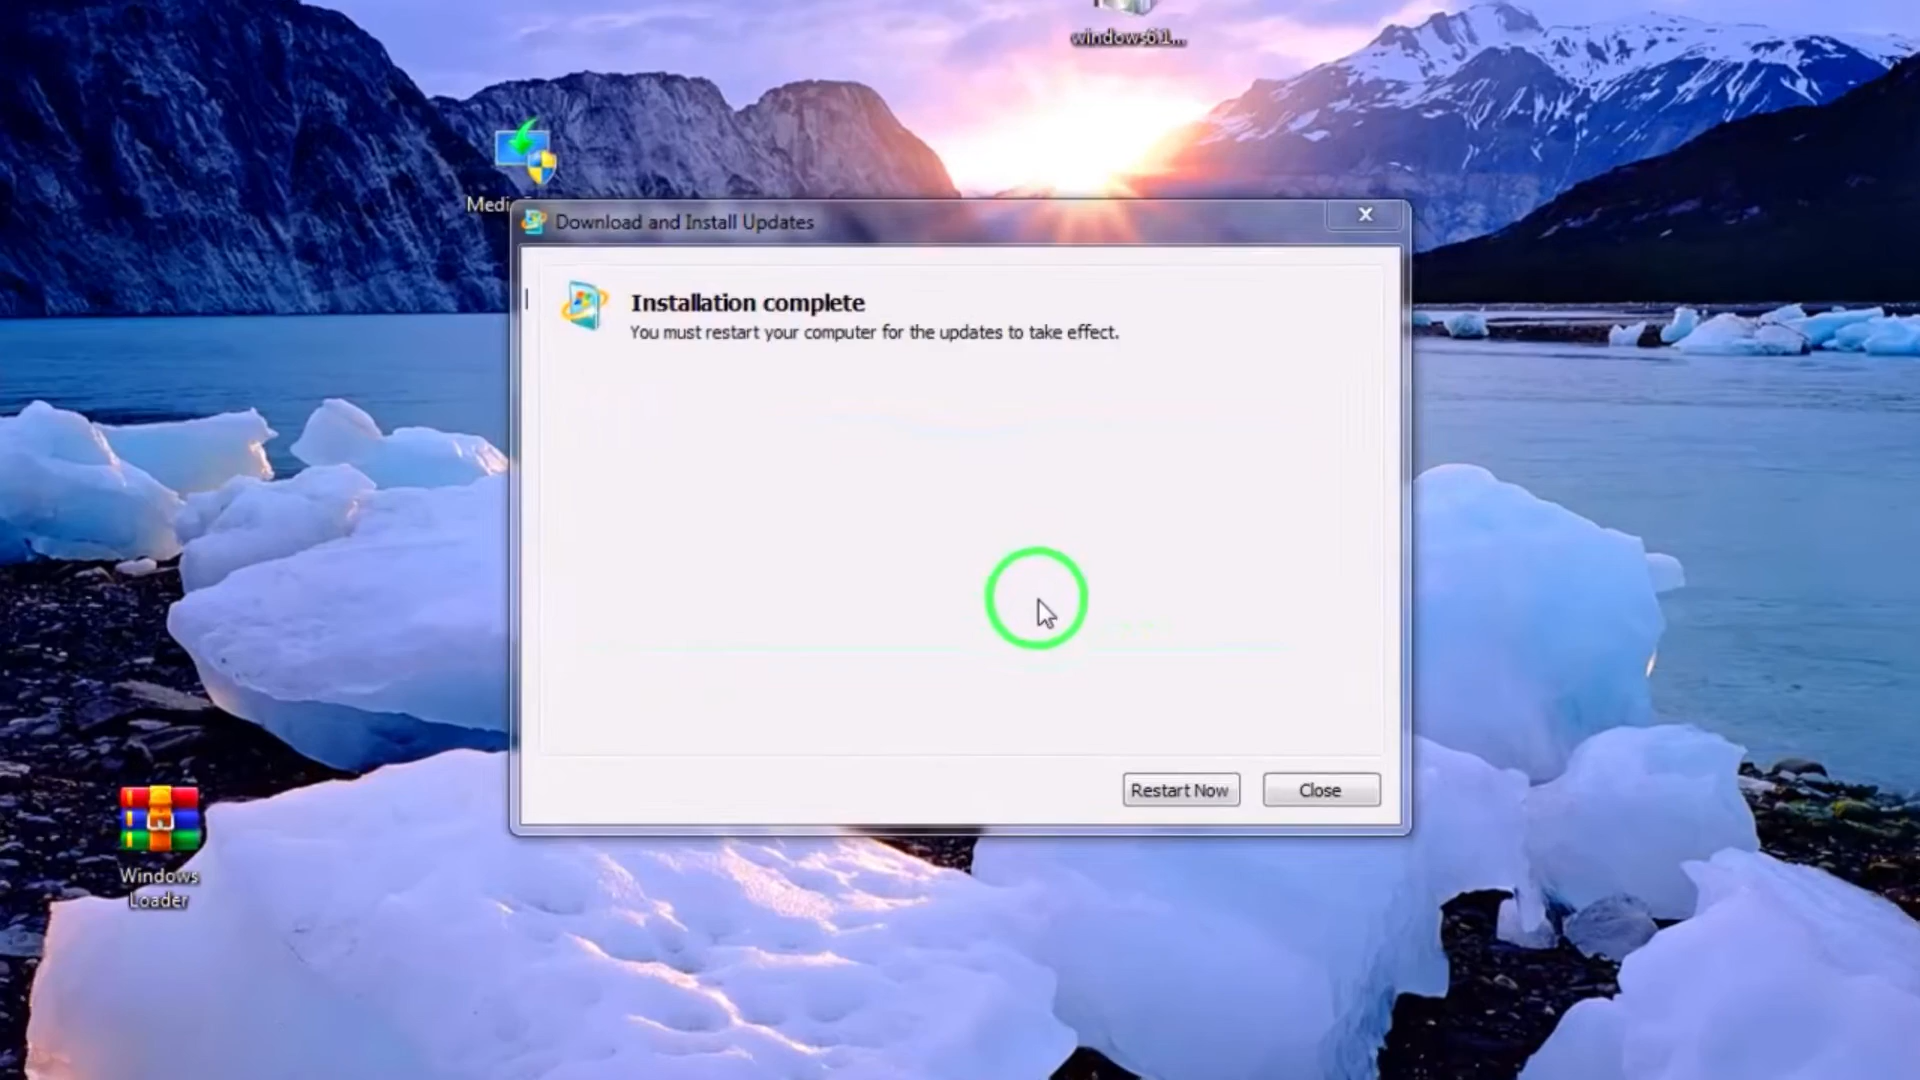 windows61...
Medi
Download and Install Updates
Installation complete
You must restart your computer for the updates to take effect.
Restart Now
Close
Windows
Loader